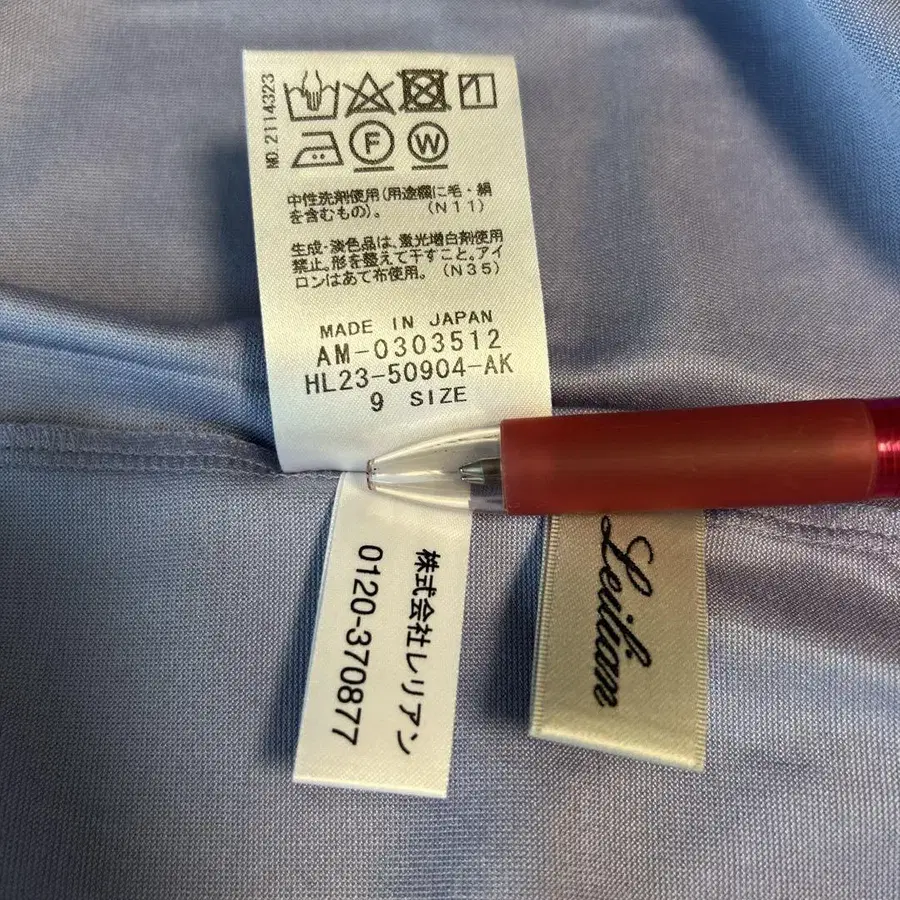 NO.2114323
F W
中性洗剤使用(用途欄に毛・絹
を含むもの)。 (N11)
生成・淡色品は、蛍光増白剤使用
禁止。形を整えて干すこと。アイ
ロンはあて布使用。 (N35)
MADE IN JAPAN
AM-0303512
HL23-50904-AK
9 SIZE
株式会社レリアン
0120-370877
Leilian